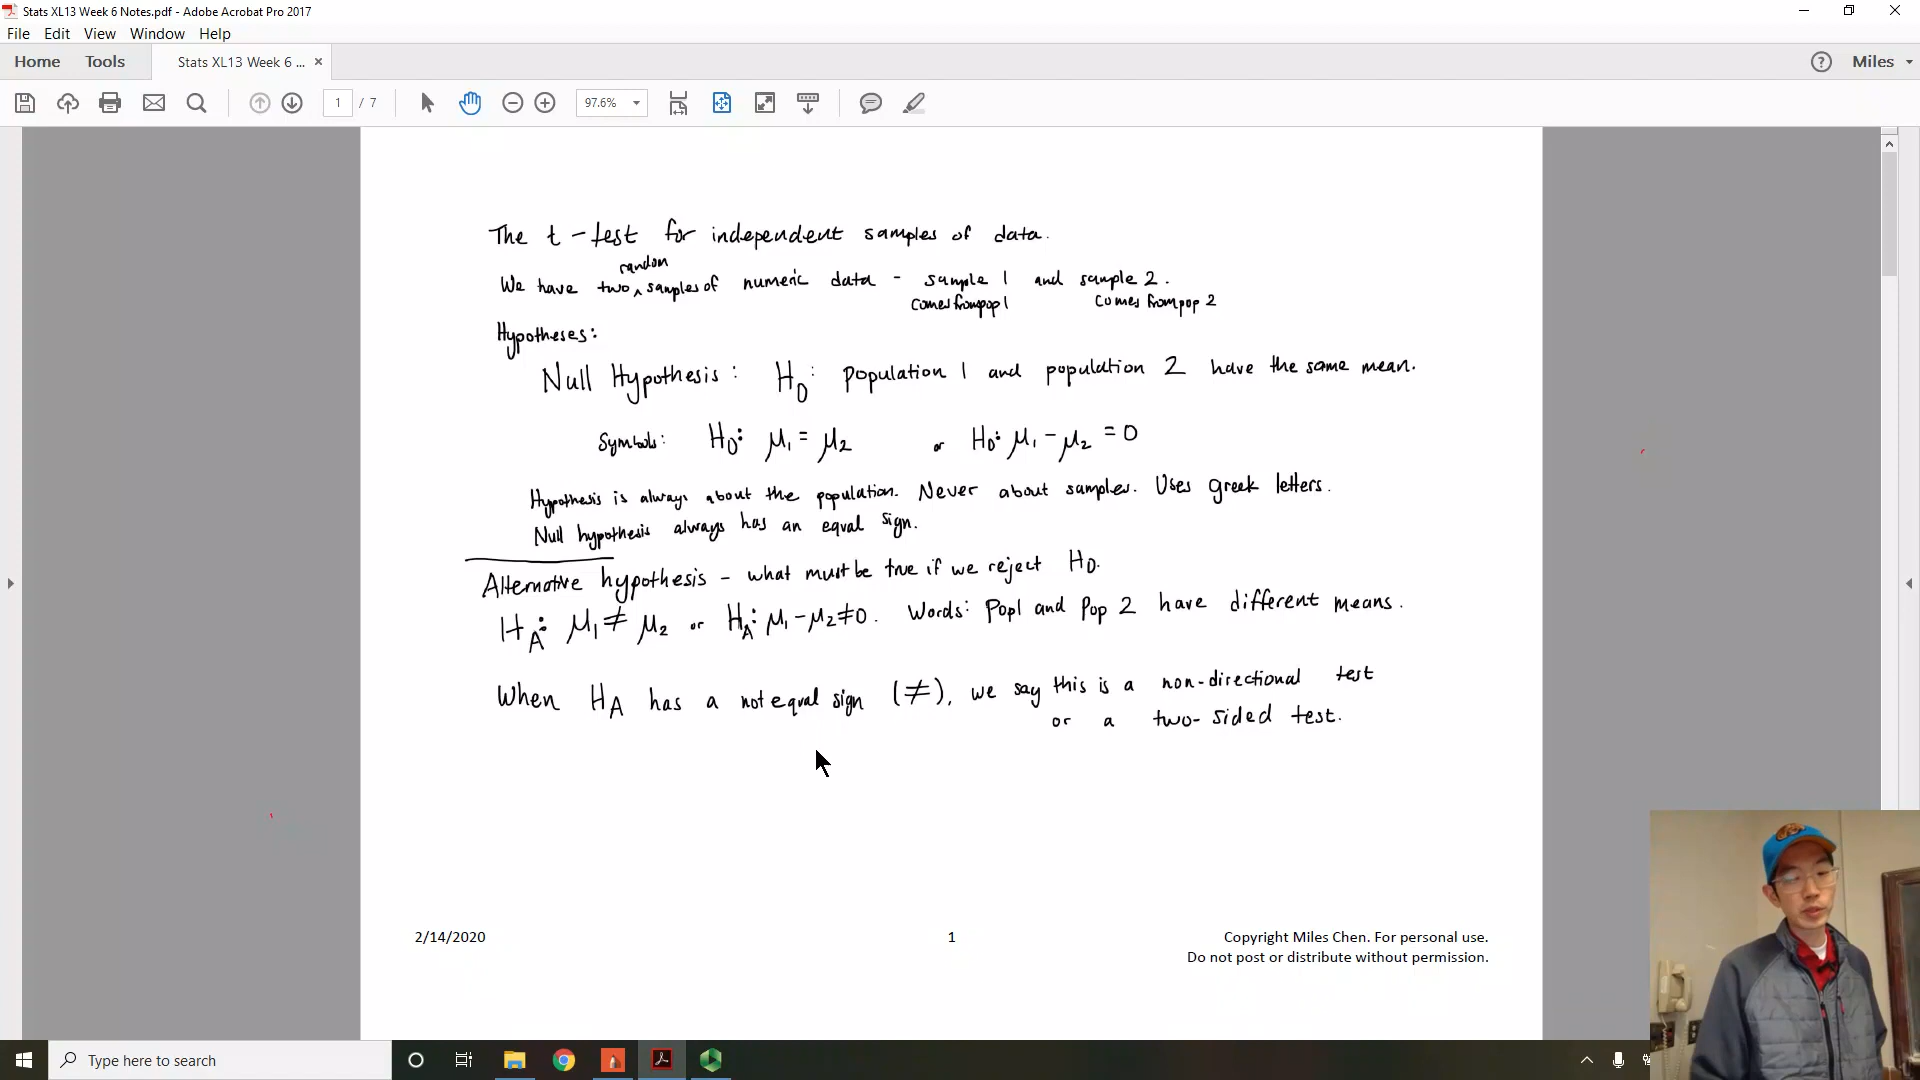 Stats XL13 Week 6 Notes.pdf - Adobe Acrobat Pro 2017
File Edit View Window Help
Home Tools Stats XL13 Week 6 ... × Miles
1 / 7 97.6%
The t-test for independent samples of data.
random
We have two ^ samples of numeric data - sample 1 and sample 2.
comes from pop 1 comes from pop 2
Hypotheses:
Null Hypothesis: H0: population 1 and population 2 have the same mean.
Symbols: H0: μ1 = μ2 or H0: μ1 - μ2 = 0
Hypothesis is always about the population. Never about samples. Uses greek letters.
Null hypothesis always has an equal sign.
Alternative hypothesis - what must be true if we reject H0.
HA: μ1 ≠ μ2 or HA: μ1 - μ2 ≠ 0. Words: Pop1 and Pop 2 have different means.
When HA has a not equal sign (≠), we say this is a non-directional test
or a two-sided test.
2/14/2020 1 Copyright Miles Chen. For personal use.
Do not post or distribute without permission.
Type here to search